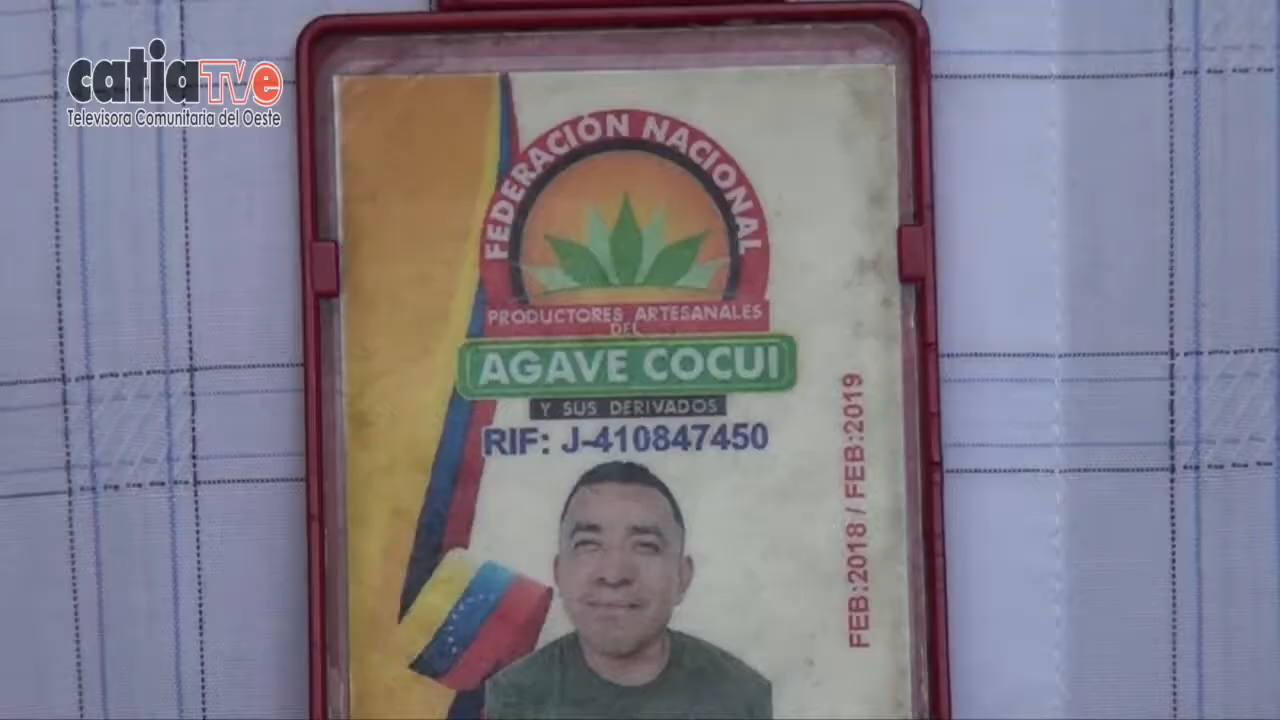 catiaTVe
Televisora Comunitaria del Oeste
FEDERACIÓN NACIONAL
PRODUCTORES ARTESANALES
DEL
AGAVE COCUI
Y SUS DERIVADOS
RIF: J-410847450
FEB:2018 / FEB:2019